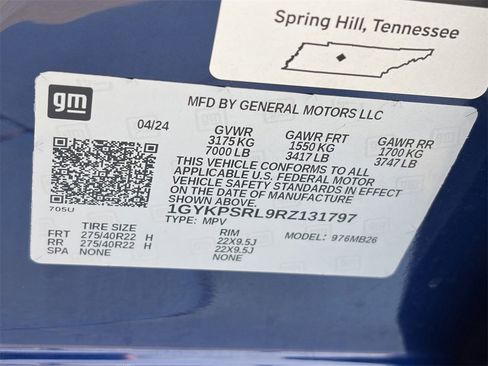 Spring Hill, Tennessee
gm
MFD BY GENERAL MOTORS LLC
04/24 GVWR GAWR FRT GAWR RR
3175 KG 1550 KG 1700 KG
7000 LB 3417 LB 3747 LB
THIS VEHICLE CONFORMS TO ALL
APPLICABLE U.S. FEDERAL MOTOR
VEHICLE SAFETY STANDARDS IN
EFFECT ON THE DATE OF
MANUFACTURE SHOWN ABOVE.
705U 1GYKPSRL9RZ131797
TYPE: MPV
TIRE SIZE RIM MODEL: 976MB26
FRT 275/40R22 H 22X9.5J
RR 275/40R22 H 22X9.5J
SPA NONE NONE